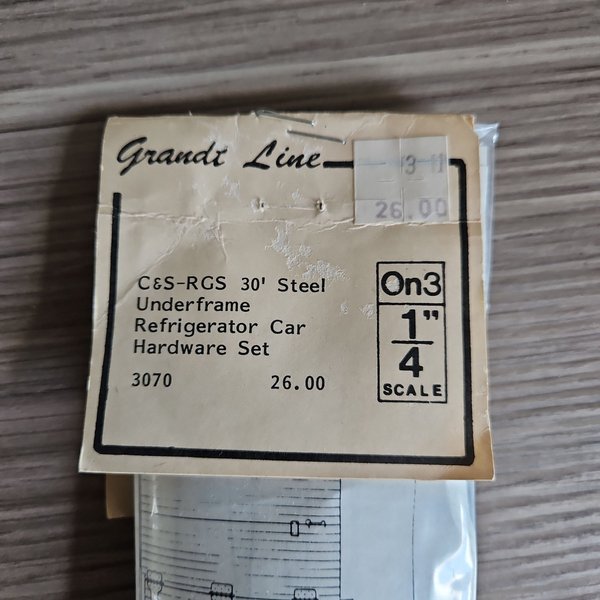 Grandt Line
13 11
26.00
C&S-RGS 30' Steel
Underframe
Refrigerator Car
Hardware Set
3070 26.00
On3
1"
4
SCALE